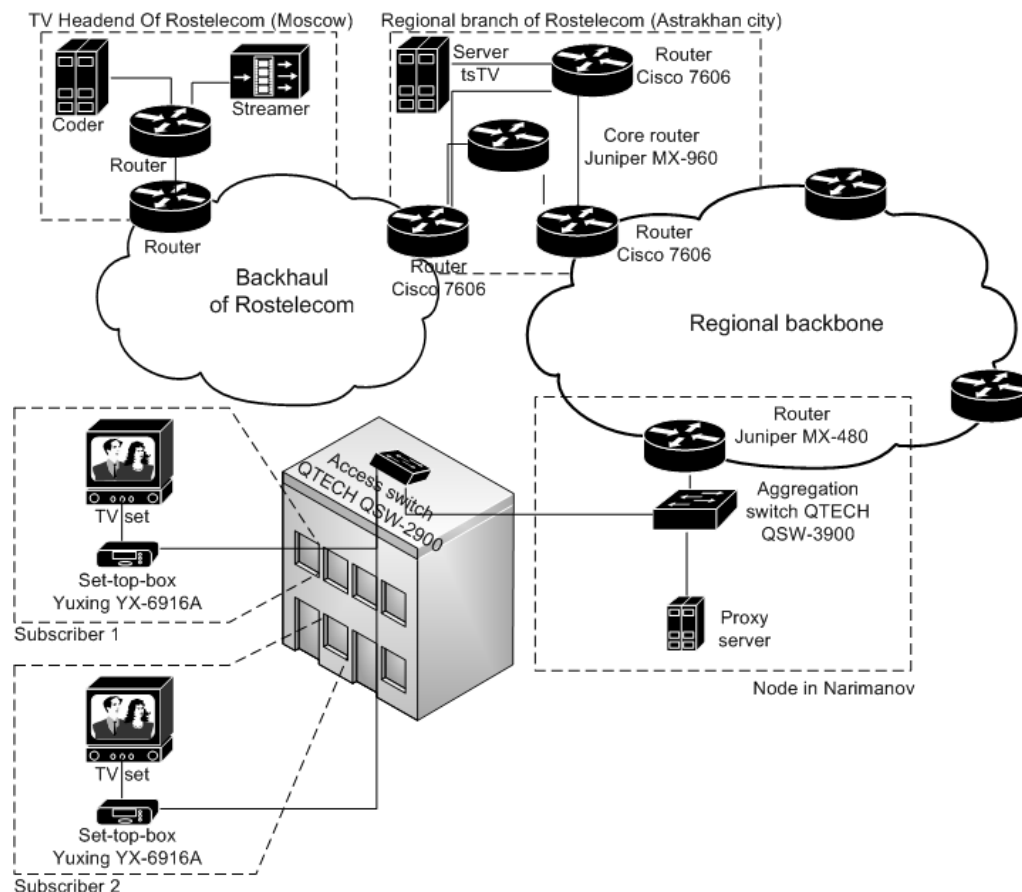 TV Headend Of Rostelecom (Moscow)
Coder
Streamer
Router
Router
Regional branch of Rostelecom (Astrakhan city)
Server
tsTV
Router
Cisco 7606
Core router
Juniper MX-960
Router
Cisco 7606
Router
Cisco 7606
Backhaul
of Rostelecom
Regional backbone
Router
Juniper MX-480
Aggregation
switch QTECH
QSW-3900
Proxy
server
Node in Narimanov
Access switch
QTECH QSW-2900
TV set
Set-top-box
Yuxing YX-6916A
Subscriber 1
TV set
Set-top-box
Yuxing YX-6916A
Subscriber 2